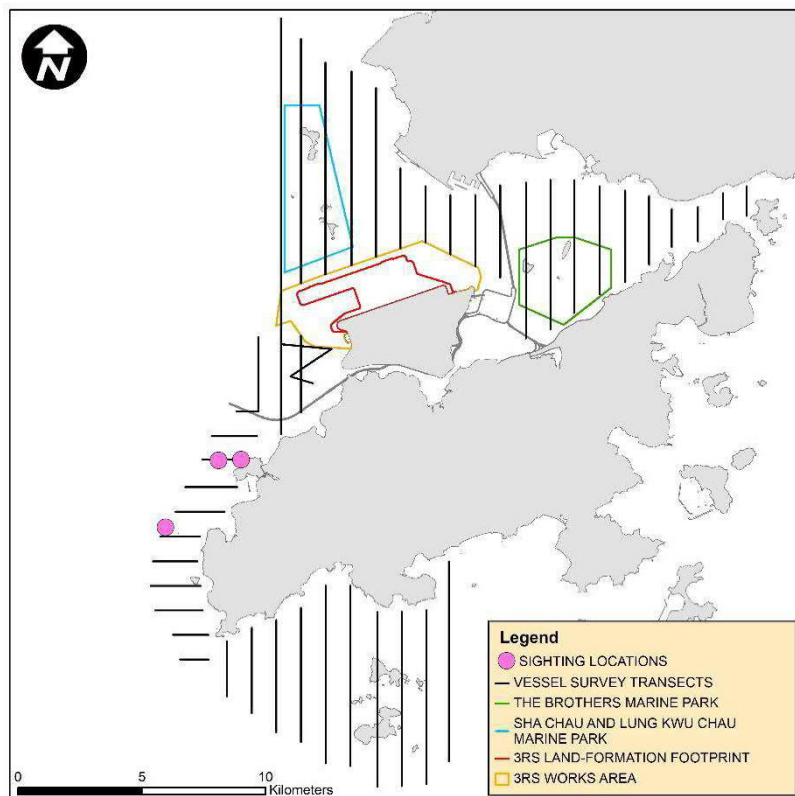 N
Legend
SIGHTING LOCATIONS
VESSEL SURVEY TRANSECTS
THE BROTHERS MARINE PARK
SHA CHAU AND LUNG KWU CHAU
MARINE PARK
3RS LAND-FORMATION FOOTPRINT
3RS WORKS AREA
0 5 10
Kilometers